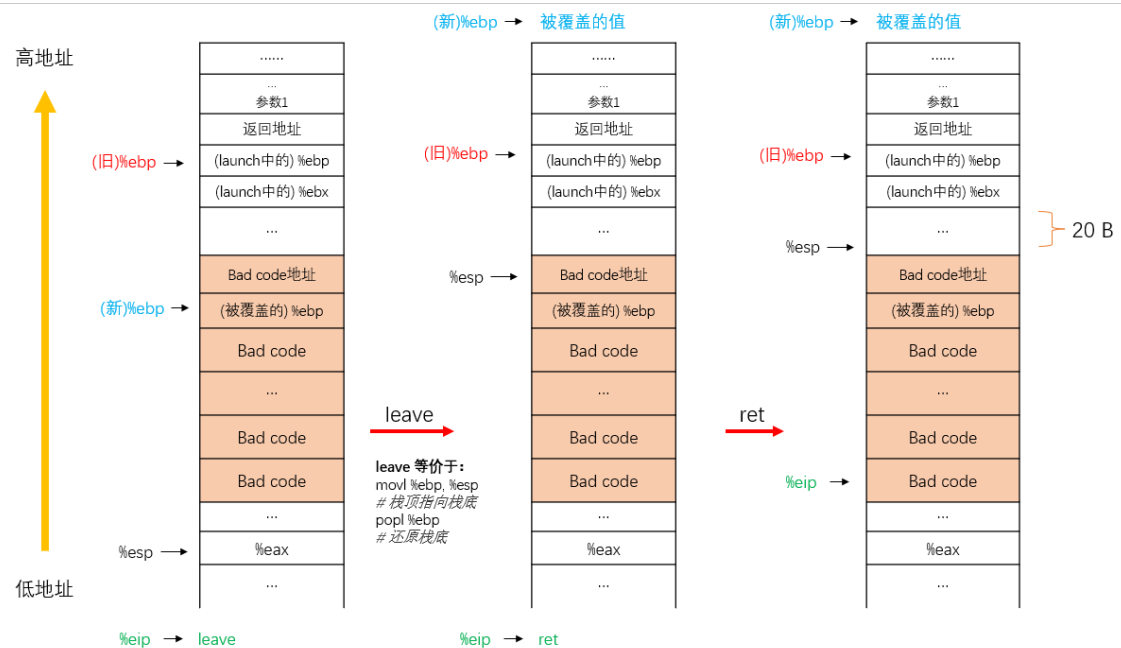 (新)%ebp 被覆盖的值
(新)%ebp 被覆盖的值
高地址
低地址
……
...
参数1
返回地址
(旧)%ebp
(launch中的) %ebp
(launch中的) %ebx
...
Bad code地址
(新)%ebp
(被覆盖的) %ebp
Bad code
...
Bad code
Bad code
...
%esp
%eax
...
%eip leave
leave
leave 等价于：
movl %ebp, %esp
# 栈顶指向栈底
popl %ebp
# 还原栈底
……
...
参数1
返回地址
(旧)%ebp
(launch中的) %ebp
(launch中的) %ebx
...
%esp
Bad code地址
(被覆盖的) %ebp
Bad code
...
Bad code
Bad code
...
%eax
...
%eip ret
ret
……
...
参数1
返回地址
(旧)%ebp
(launch中的) %ebp
(launch中的) %ebx
...
20 B
%esp
Bad code地址
(被覆盖的) %ebp
Bad code
...
Bad code
%eip
Bad code
...
%eax
...